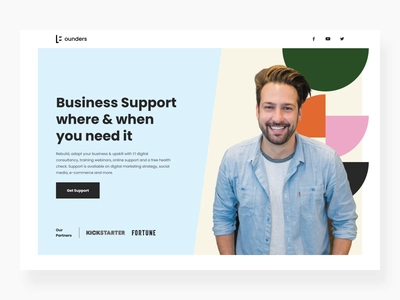 ounders
Business Support
where & when
you need it
Rebuild, adapt your business & upskill with 1:1 digital
consultancy, training webinars, online support and a free health
check. Support is available on digital marketing strategy, social
media, e-commerce and more.
Get Support
Our
Partners
KICKSTARTER
FORTUNE